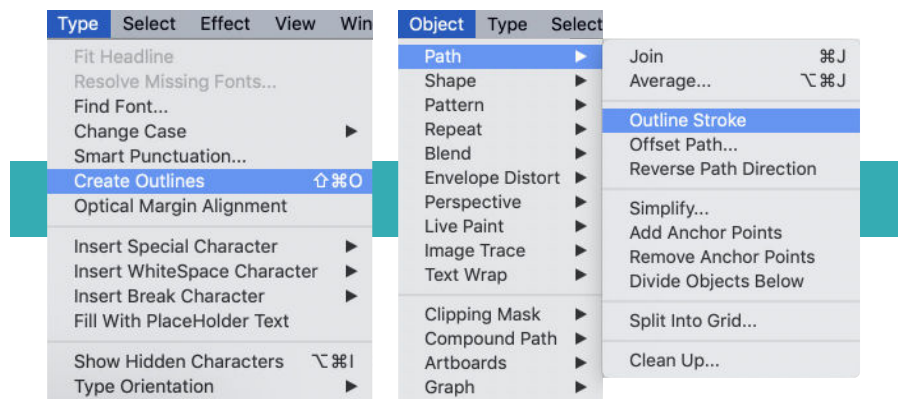 Type Select Effect View Win
Fit Headline
Resolve Missing Fonts...
Find Font...
Change Case
Smart Punctuation...
Create Outlines ⇧⌘O
Optical Margin Alignment
Insert Special Character
Insert WhiteSpace Character
Insert Break Character
Fill With PlaceHolder Text
Show Hidden Characters ⌥⌘I
Type Orientation
Object Type Select
Path
Shape
Pattern
Repeat
Blend
Envelope Distort
Perspective
Live Paint
Image Trace
Text Wrap
Clipping Mask
Compound Path
Artboards
Graph
Join ⌘J
Average... ⌥⌘J
Outline Stroke
Offset Path...
Reverse Path Direction
Simplify...
Add Anchor Points
Remove Anchor Points
Divide Objects Below
Split Into Grid...
Clean Up...